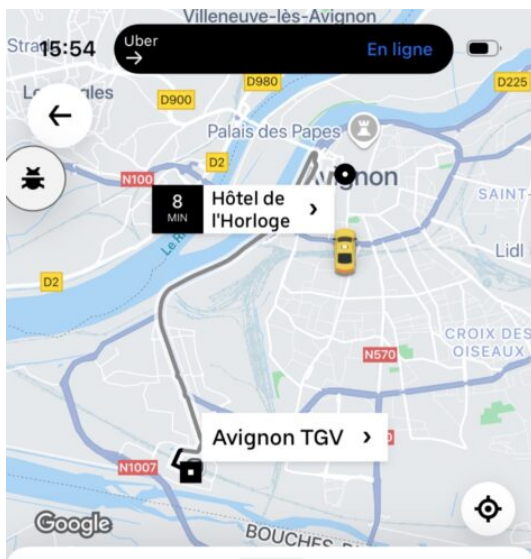 Villeneuve-lès-Avignon
15:54
Uber
→
En ligne
D980
D225
D900
Palais des Papes
D2
N100
Avignon
8
MIN
Hôtel de
l'Horloge
›
SAINT-
Lidl
D2
CROIX DES
OISEAUX
N570
Avignon TGV ›
N1007
Google